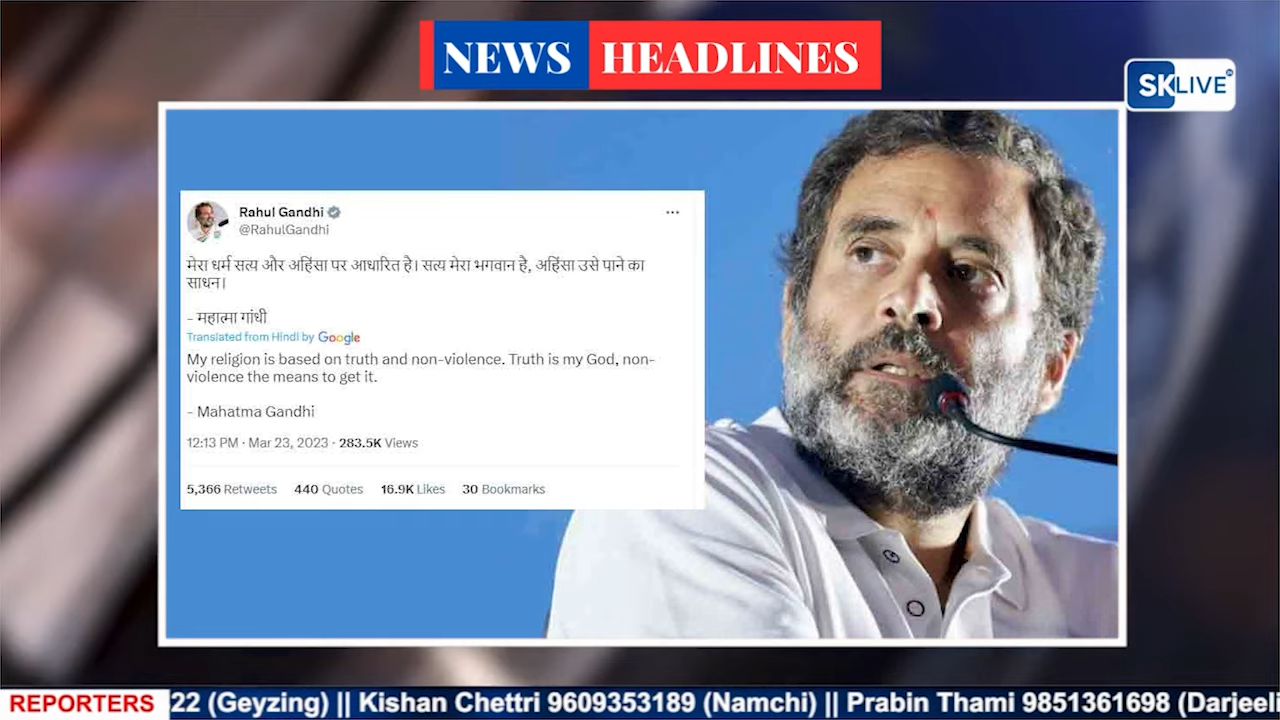 NEWS HEADLINES
SKLIVE
Rahul Gandhi
@RahulGandhi
मेरा धर्म सत्य और अहिंसा पर आधारित है। सत्य मेरा भगवान है, अहिंसा उसे पाने का
साधन।
- महात्मा गांधी
Translated from Hindi by Google
My religion is based on truth and non-violence. Truth is my God, non-
violence the means to get it.
- Mahatma Gandhi
12:13 PM · Mar 23, 2023 · 283.5K Views
5,366 Retweets 440 Quotes 16.9K Likes 30 Bookmarks
REPORTERS 22 (Geyzing) || Kishan Chettri 9609353189 (Namchi) || Prabin Thami 9851361698 (Darjeeli